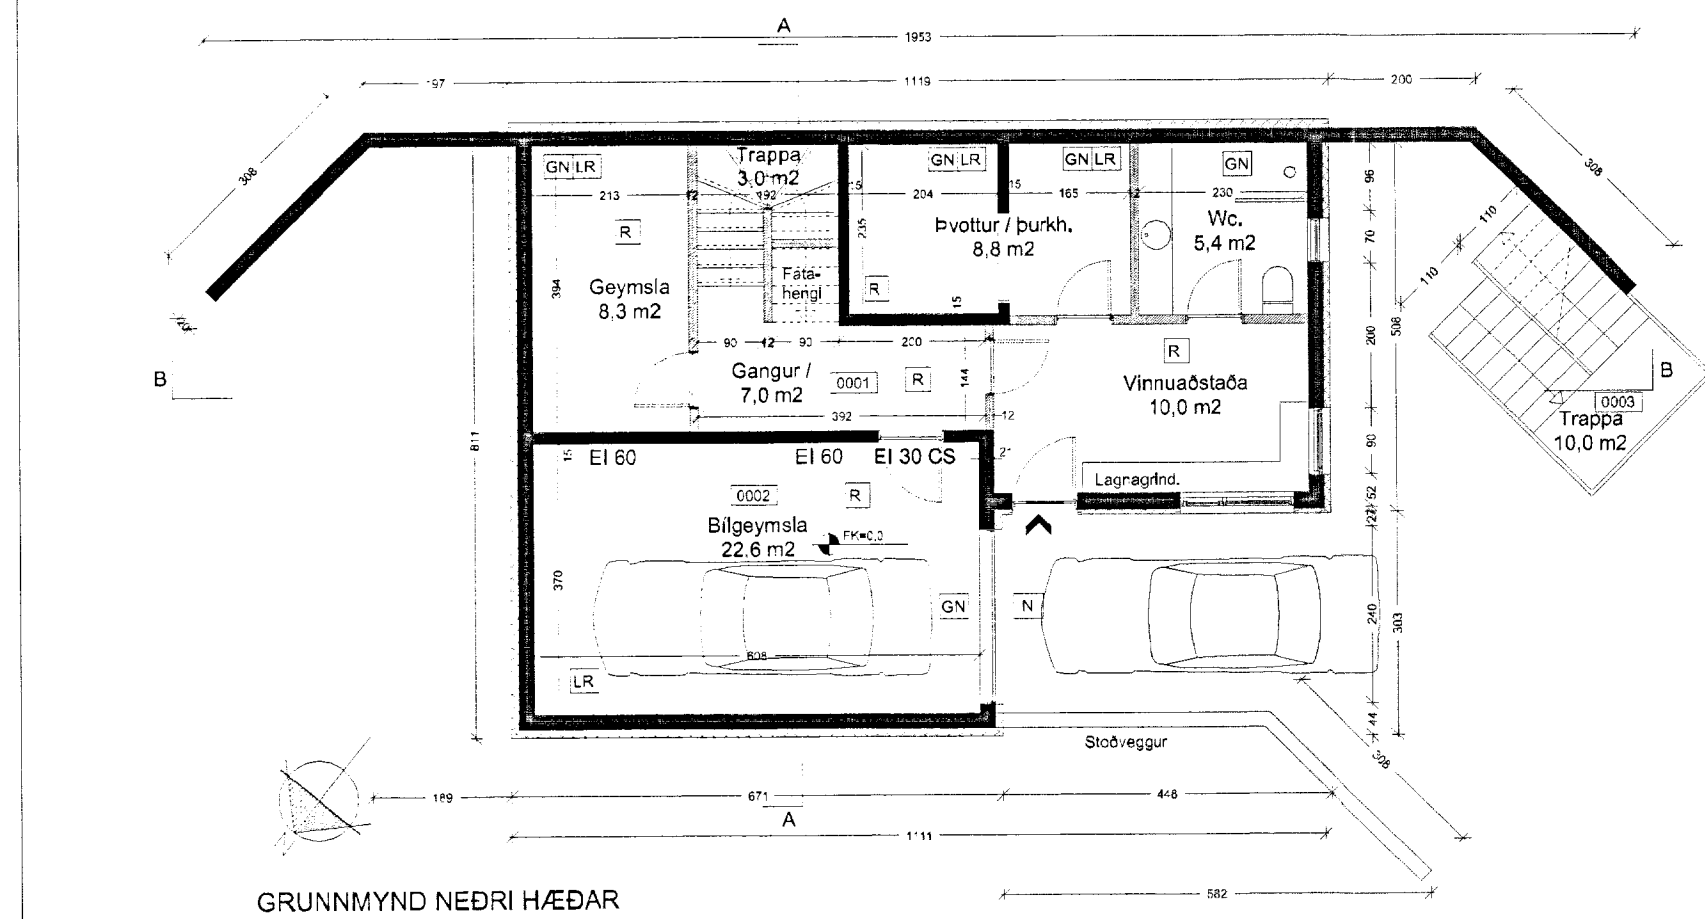 A
1953
197
1119
200
308
308
GN LR
Trappa
3,0 m2
GN LR
GN LR
GN
213
12
192
15
204
15
165
12
230
96
R
235
Þvottur / þurkh.
8,8 m2
Wc.
5,4 m2
70
110
110
394
Geymsla
8,3 m2
Fata-
hengi
R
15
508
200
90
12
90
200
R
B
Gangur /
7,0 m2
0001
R
144
Vinnuaðstaða
10,0 m2
B
0003
Trappa
10,0 m2
392
12
811
15
EI 60
EI 60
EI 30 CS
21
90
0002
R
Lagnagrind.
52
27
Bílgeymsla
22,6 m2
FK=0,0
370
GN
N
240
303
608
LR
44
Stoðveggur
308
189
671
448
A
1111
582
GRUNNMYND NEÐRI HÆÐAR